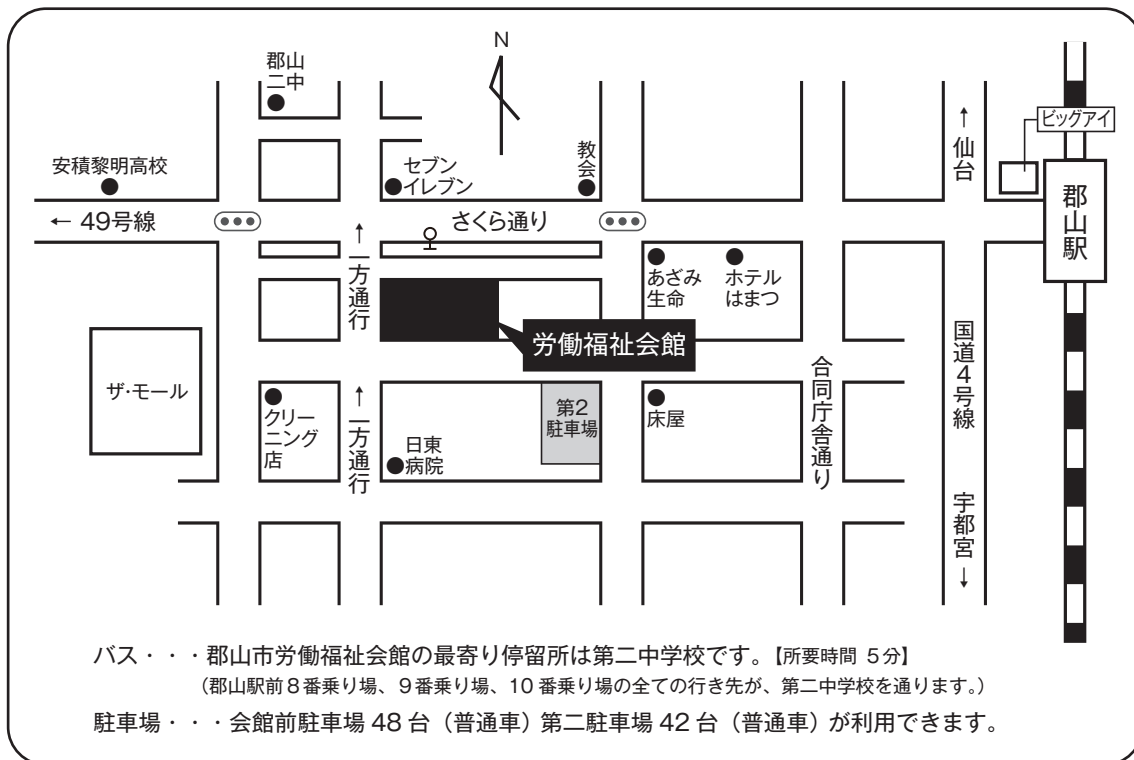 N
郡山
二中
ビッグアイ
↑仙台
安積黎明高校
セブン
イレブン
教会
郡山駅
← 49号線
さくら通り
↑一方通行
あざみ
生命
ホテル
はまつ
労働福祉会館
国道4号線
ザ・モール
クリー
ニング
店
↑一方通行
日東
病院
第2
駐車場
床屋
合同庁舎通り
宇都宮↓
バス・・・郡山市労働福祉会館の最寄り停留所は第二中学校です。【所要時間 5分】
（郡山駅前8番乗り場、9番乗り場、10番乗り場の全ての行き先が、第二中学校を通ります。）
駐車場・・・会館前駐車場 48台（普通車）第二駐車場 42台（普通車）が利用できます。